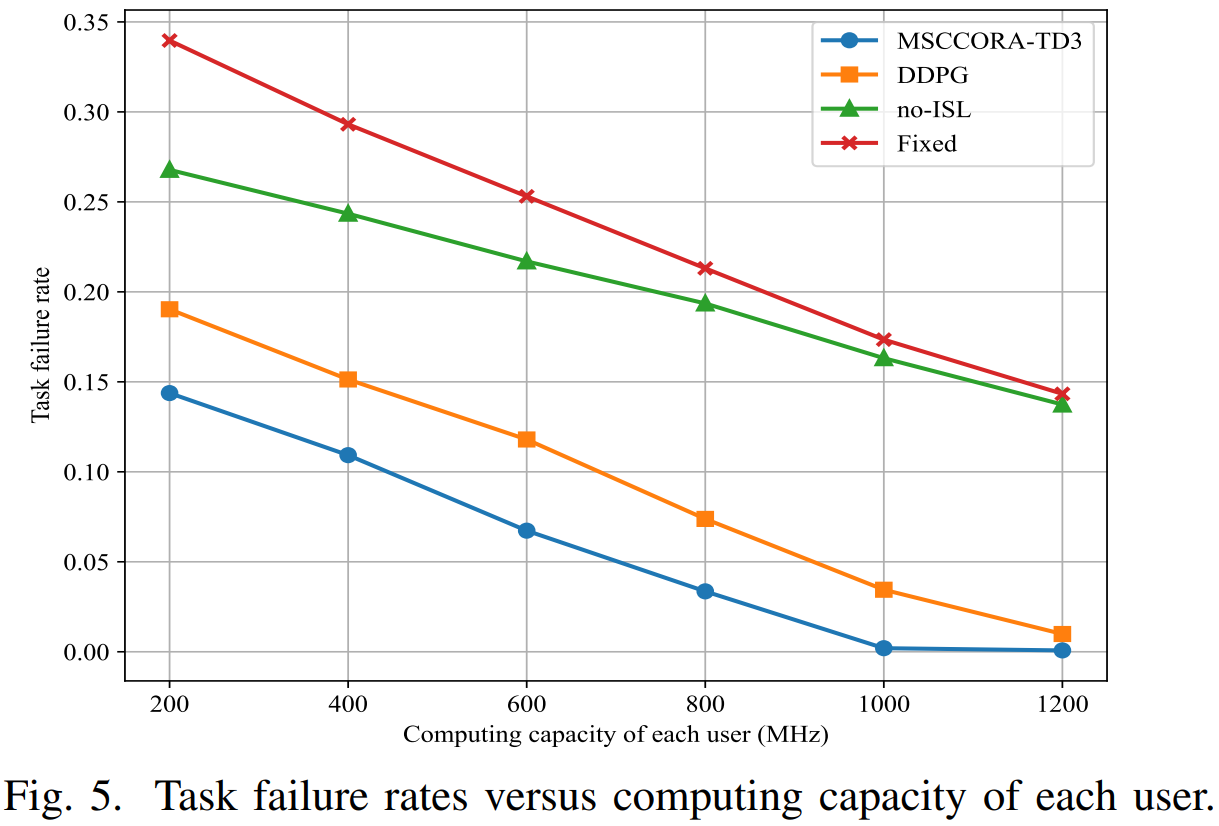 0.35
0.30
0.25
0.20
0.15
0.10
0.05
0.00
Task failure rate
MSCCORA-TD3
DDPG
no-ISL
Fixed
200 400 600 800 1000 1200
Computing capacity of each user (MHz)
Fig. 5. Task failure rates versus computing capacity of each user.